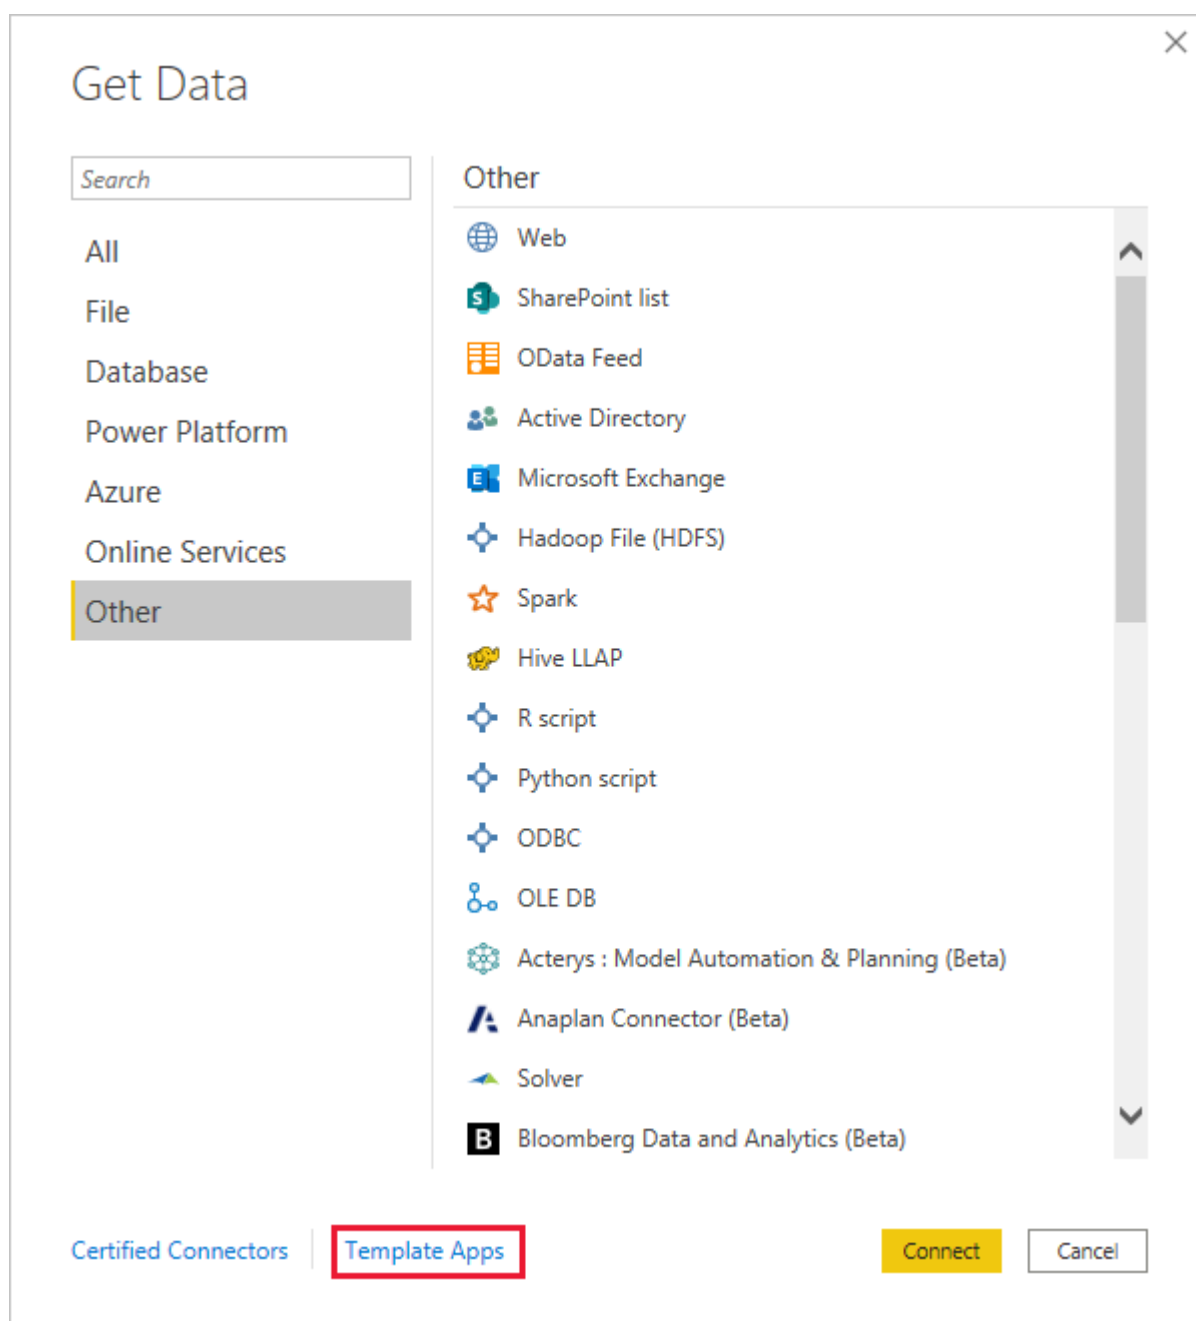 Get Data
Search
All
File
Database
Power Platform
Azure
Online Services
Other
Other
Web
SharePoint list
OData Feed
Active Directory
Microsoft Exchange
Hadoop File (HDFS)
Spark
Hive LLAP
R script
Python script
ODBC
OLE DB
Acterys : Model Automation & Planning (Beta)
Anaplan Connector (Beta)
Solver
Bloomberg Data and Analytics (Beta)
Certified Connectors
Template Apps
Connect
Cancel